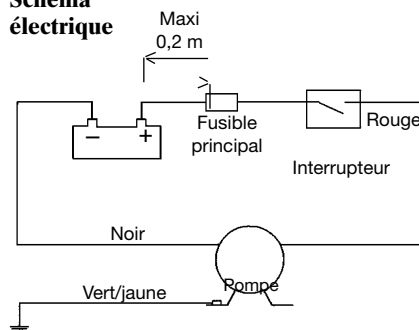 Schéma
électrique
Maxi
0,2 m
– +
Fusible
principal
Rouge
Interrupteur
Noir
Pompe
Vert/jaune